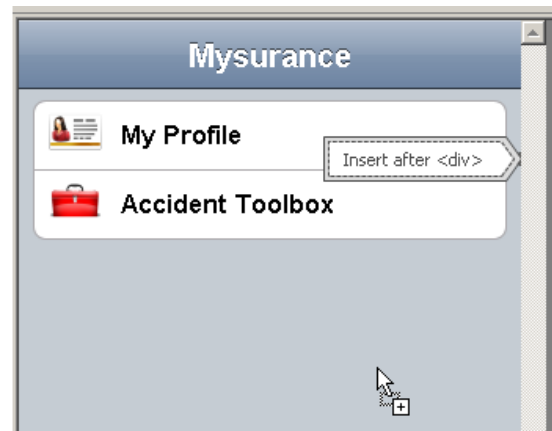 Mysurance
My Profile
Insert after <div>
Accident Toolbox